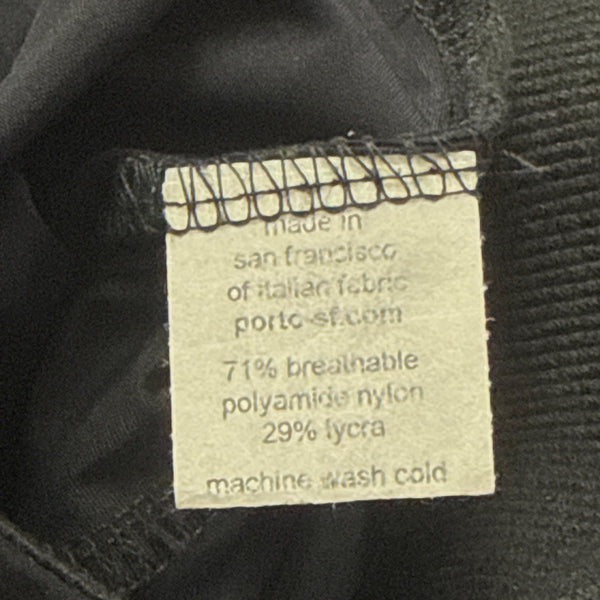 made in
san francisco
of italian fabric
porto-sf.com
71% breathable
polyamide nylon
29% lycra
machine wash cold